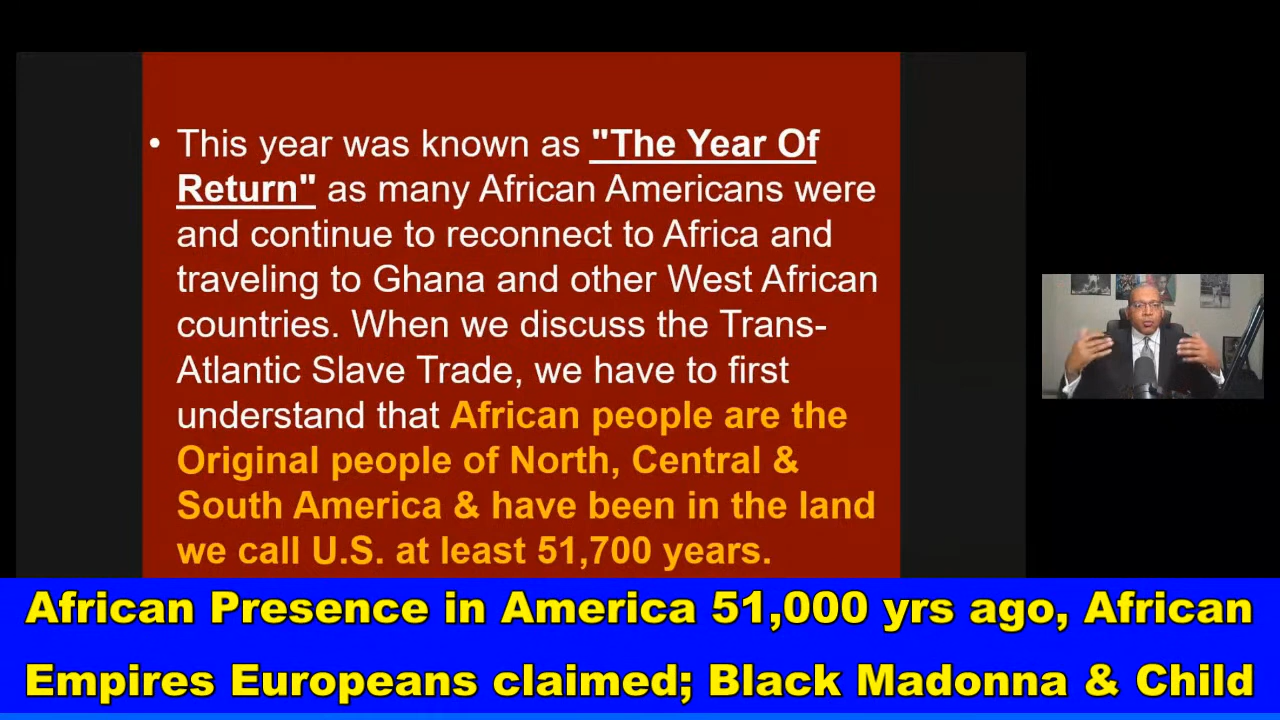 • This year was known as "The Year Of
Return" as many African Americans were
and continue to reconnect to Africa and
traveling to Ghana and other West African
countries. When we discuss the Trans-
Atlantic Slave Trade, we have to first
understand that African people are the
Original people of North, Central &
South America & have been in the land
we call U.S. at least 51,700 years.
African Presence in America 51,000 yrs ago, African
Empires Europeans claimed; Black Madonna & Child